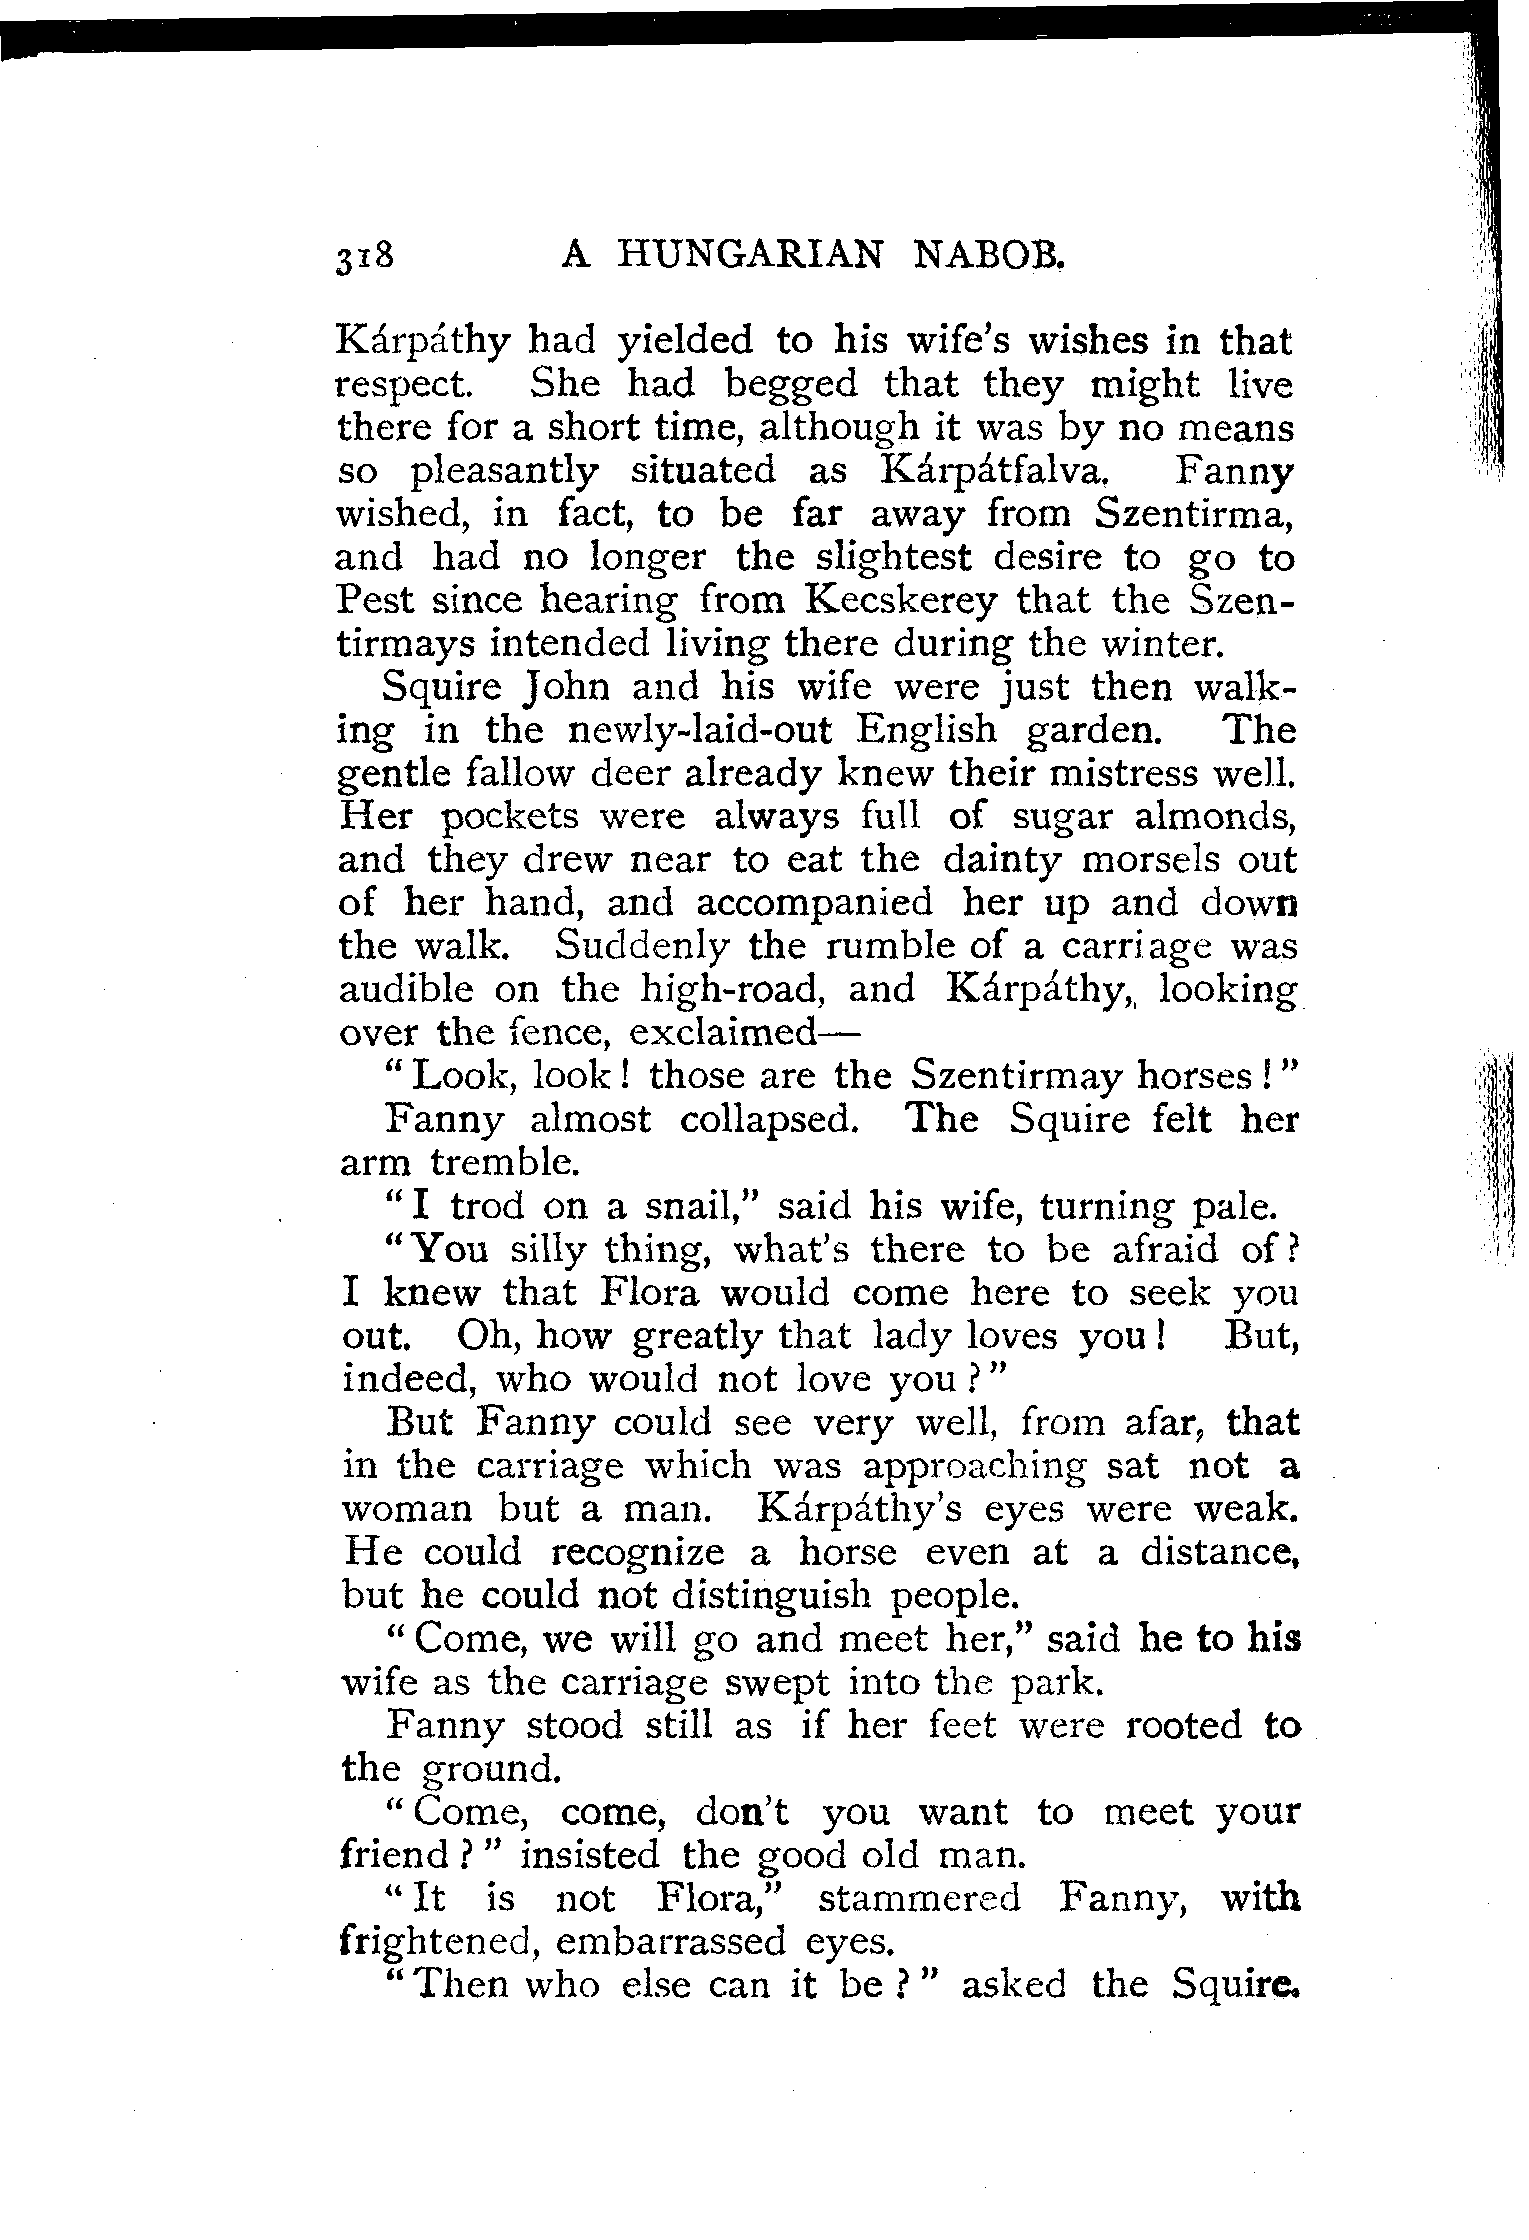 318 A HUNGARIAN NABOB.
Kárpáthy had yielded to his wife's wishes in that
respect. She had begged that they might live
there for a short time, although it was by no means
so pleasantly situated as Kárpátfalva. Fanny
wished, in fact, to be far away from Szentirma,
and had no longer the slightest desire to go to
Pest since hearing from Kecskerey that the Szen-
tirmays intended living there during the winter.
Squire John and his wife were just then walk-
ing in the newly-laid-out English garden. The
gentle fallow deer already knew their mistress well.
Her pockets were always full of sugar almonds,
and they drew near to eat the dainty morsels out
of her hand, and accompanied her up and down
the walk. Suddenly the rumble of a carriage was
audible on the high-road, and Kárpáthy, looking
over the fence, exclaimed—
"Look, look! those are the Szentirmay horses!"
Fanny almost collapsed. The Squire felt her
arm tremble.
"I trod on a snail," said his wife, turning pale.
"You silly thing, what's there to be afraid of?
I knew that Flora would come here to seek you
out. Oh, how greatly that lady loves you! But,
indeed, who would not love you?"
But Fanny could see very well, from afar, that
in the carriage which was approaching sat not a
woman but a man. Kárpáthy's eyes were weak.
He could recognize a horse even at a distance,
but he could not distinguish people.
"Come, we will go and meet her," said he to his
wife as the carriage swept into the park.
Fanny stood still as if her feet were rooted to
the ground.
"Come, come, don't you want to meet your
friend?" insisted the good old man.
"It is not Flora," stammered Fanny, with
frightened, embarrassed eyes.
"Then who else can it be?" asked the Squire.